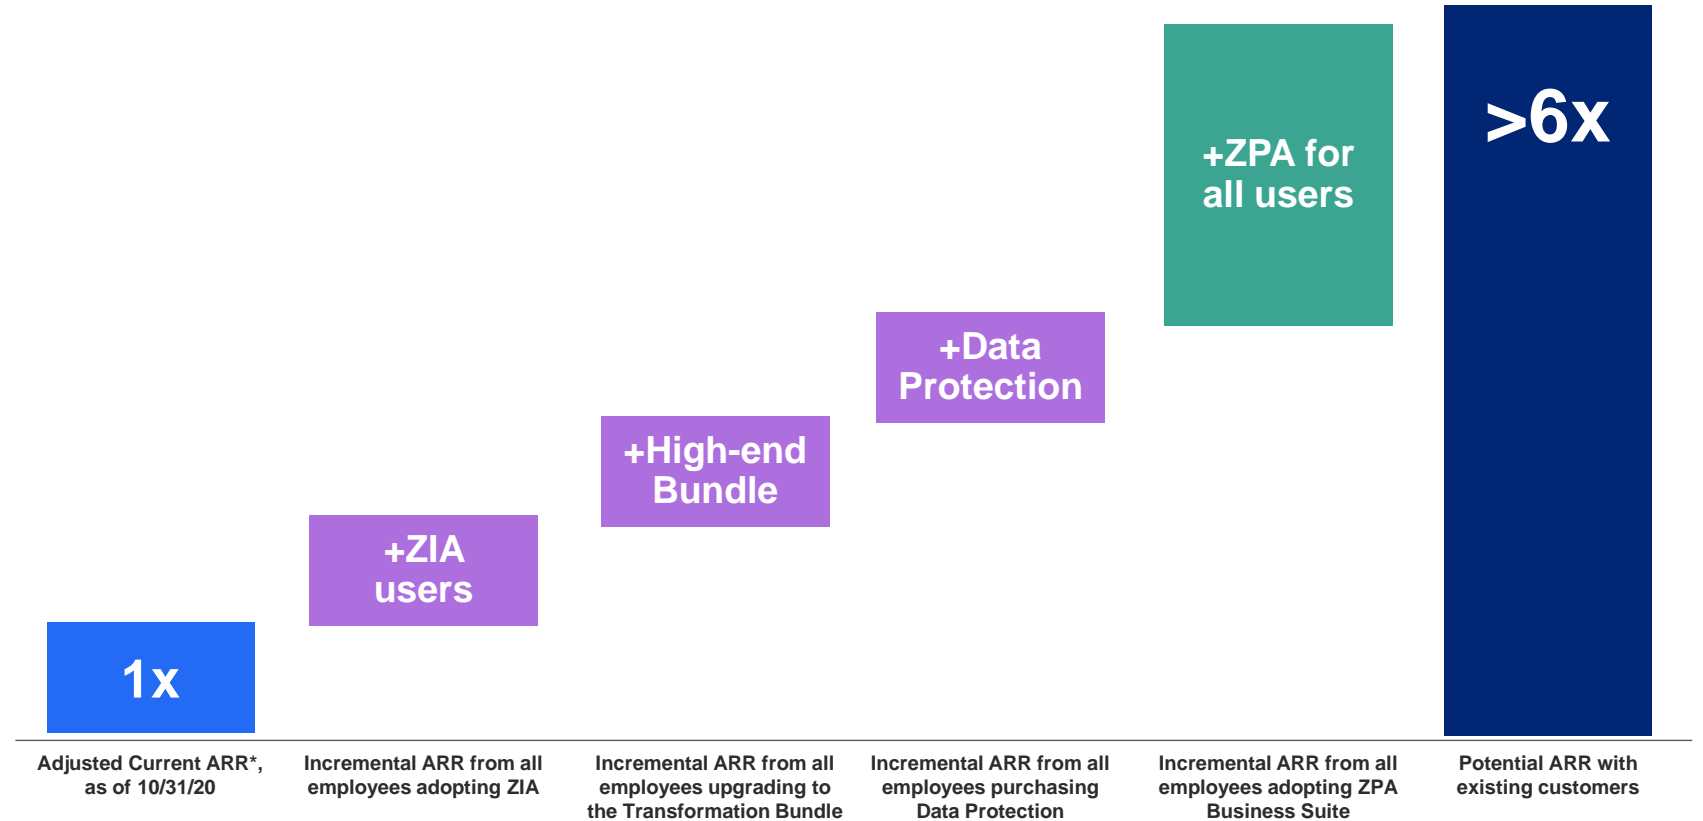 1x
+ZIA
users
+High-end
Bundle
+Data
Protection
+ZPA for
all users
>6x
Adjusted Current ARR*,
as of 10/31/20
Incremental ARR from all
employees adopting ZIA
Incremental ARR from all
employees upgrading to
the Transformation Bundle
Incremental ARR from all
employees purchasing
Data Protection
Incremental ARR from all
employees adopting ZPA
Business Suite
Potential ARR with
existing customers